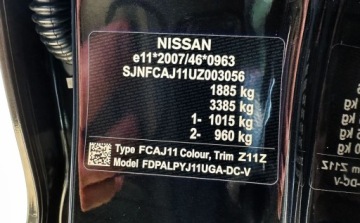 NISSAN
e11*2007/46*0963
SJNFCAJ11UZ003056
1885 kg
3385 kg
1- 1015 kg
2- 960 kg
Type FCAJ11 Colour, Trim Z11 Z
Model FDPALPYJ11UGA-DC-V